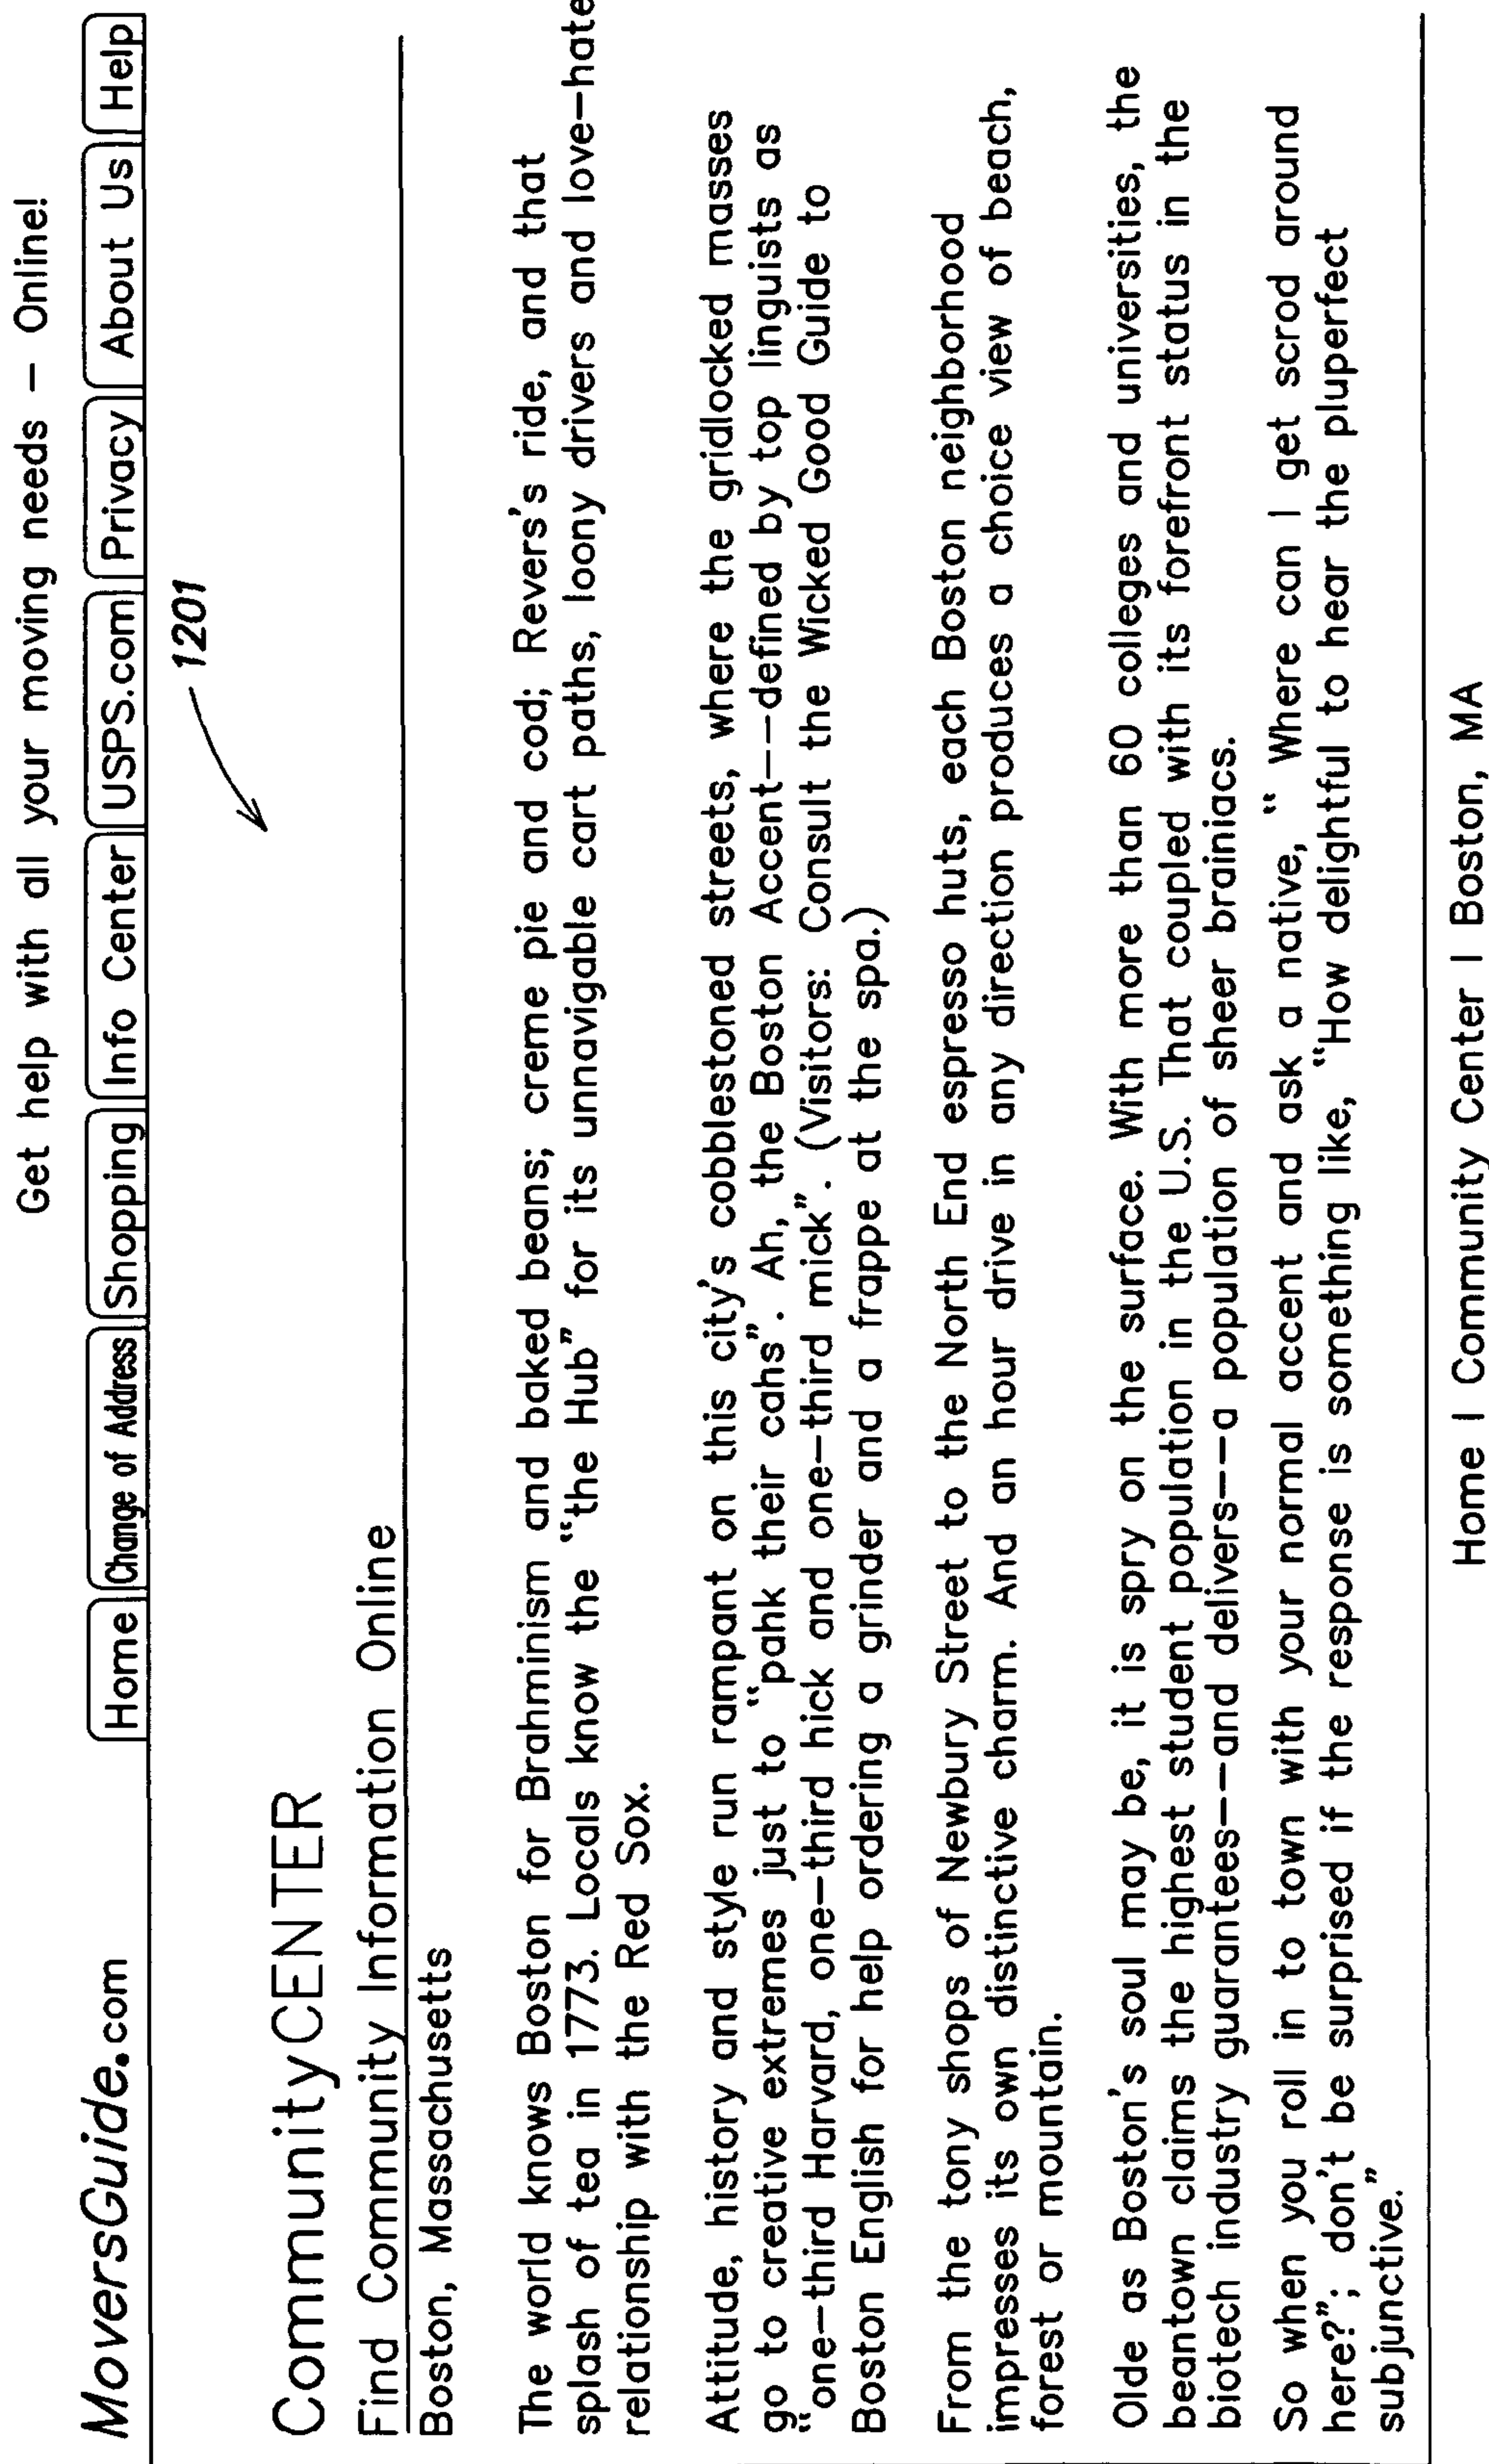 Get help with all your moving needs – Online!
MoversGuide.com
Home Change of Address Shopping Info Center USPS.com Privacy About Us Help
1201
CommunityCENTER
Find Community Information Online
Boston, Massachusetts
The world knows Boston for Brahminism and baked beans; creme pie and cod; Revers's ride, and that
splash of tea in 1773. Locals know the "the Hub" for its unnavigable cart paths, loony drivers and love–hate
relationship with the Red Sox.
Attitude, history and style run rampant on this city's cobblestoned streets, where the gridlocked masses
go to creative extremes just to "pahk their cahs". Ah, the Boston Accent––defined by top linguists as
"one–third Harvard, one–third hick and one–third mick". (Visitors: Consult the Wicked Good Guide to
Boston English for help ordering a grinder and a frappe at the spa.)
From the tony shops of Newbury Street to the North End espresso huts, each Boston neighborhood
impresses its own distinctive charm. And an hour drive in any direction produces a choice view of beach,
forest or mountain.
Olde as Boston's soul may be, it is spry on the surface. With more than 60 colleges and universities, the
beantown claims the highest student population in the U.S. That coupled with its forefront status in the
biotech industry guarantees––and delivers––a population of sheer brainiacs.
So when you roll in to town with your normal accent and ask a native, " Where can I get scrod around
here?"; don't be surprised if the response is something like, "How delightful to hear the pluperfect
subjunctive."
Home | Community Center | Boston, MA